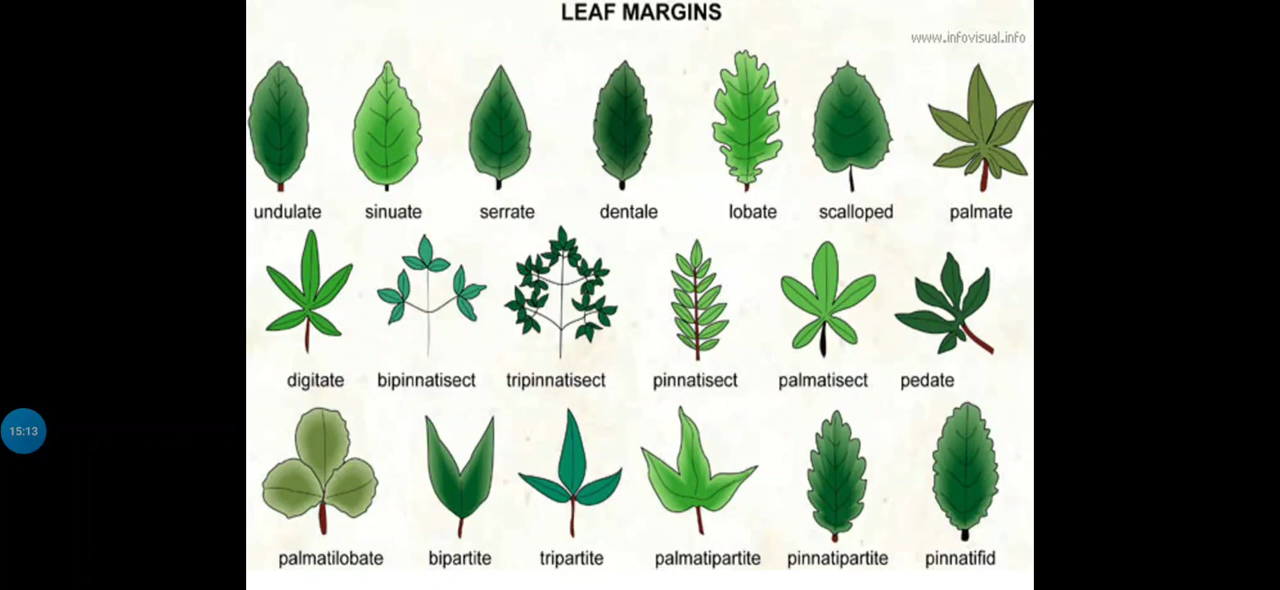 LEAF MARGINS
www.infovisual.info
undulate sinuate serrate dentale lobate scalloped palmate
digitate bipinnatisect tripinnatisect pinnatisect palmatisect pedate
15:13
palmatilobate bipartite tripartite palmatipartite pinnatipartite pinnatifid